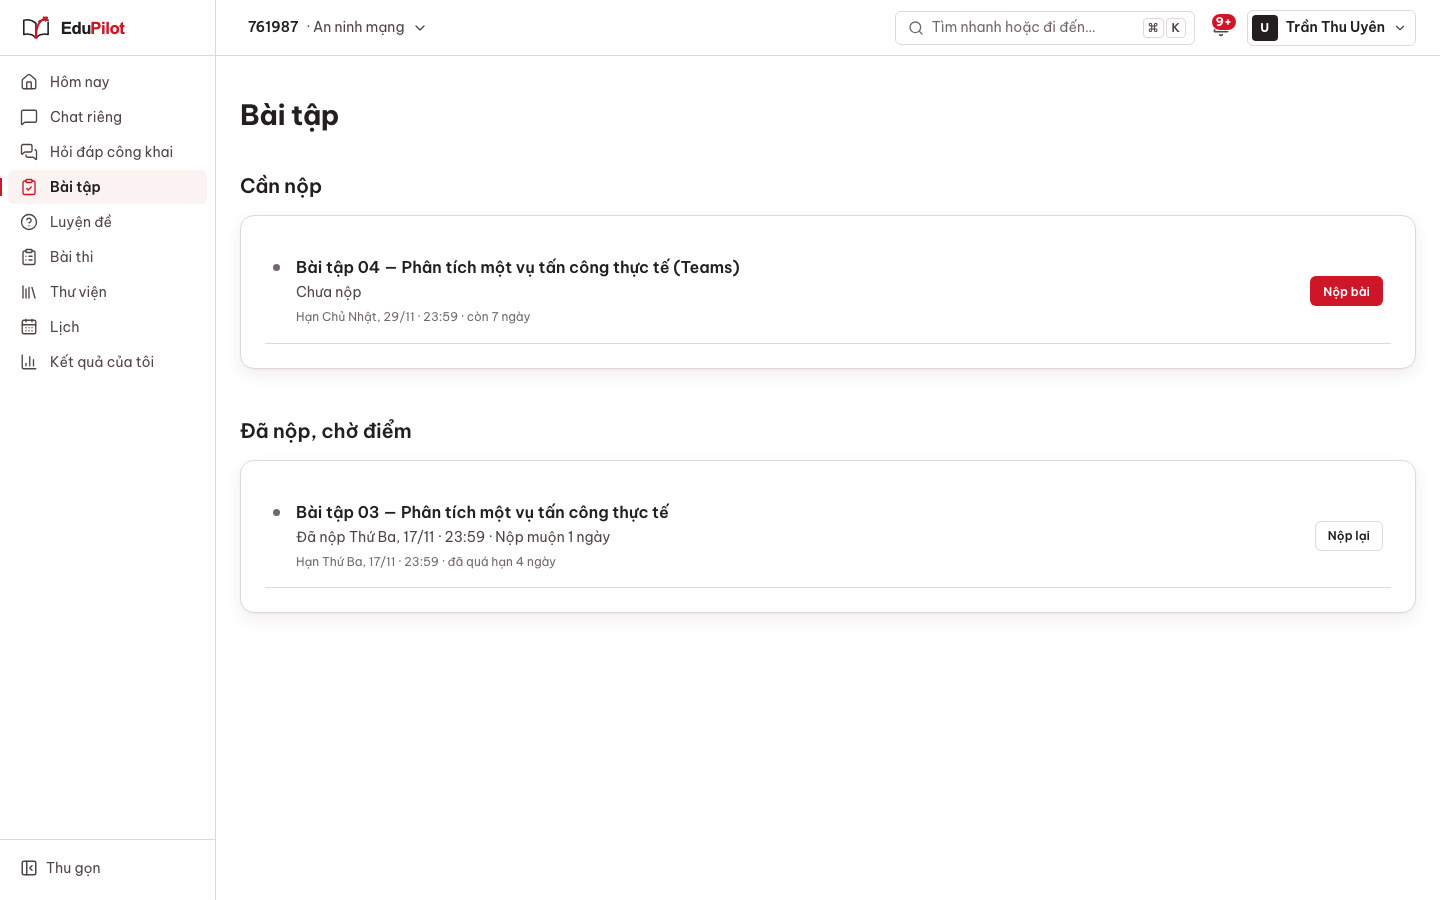 EduPilot
761987 · An ninh mạng
Tìm nhanh hoặc đi đến...
⌘ K
9+
U
Trần Thu Uyên
Hôm nay
Chat riêng
Hỏi đáp công khai
Bài tập
Luyện đề
Bài thi
Thư viện
Lịch
Kết quả của tôi
Thu gọn
Bài tập
Cần nộp
Bài tập 04 — Phân tích một vụ tấn công thực tế (Teams)
Chưa nộp
Hạn Chủ Nhật, 29/11 · 23:59 · còn 7 ngày
Nộp bài
Đã nộp, chờ điểm
Bài tập 03 — Phân tích một vụ tấn công thực tế
Đã nộp Thứ Ba, 17/11 · 23:59 · Nộp muộn 1 ngày
Hạn Thứ Ba, 17/11 · 23:59 · đã quá hạn 4 ngày
Nộp lại